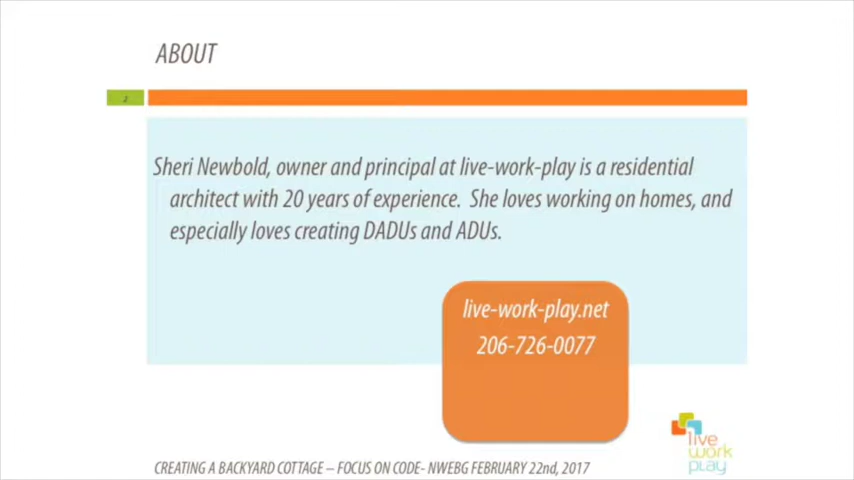 ABOUT
2
Sheri Newbold, owner and principal at live-work-play is a residential
architect with 20 years of experience. She loves working on homes, and
especially loves creating DADUs and ADUs.
live-work-play.net
206-726-0077
live
work
play
CREATING A BACKYARD COTTAGE – FOCUS ON CODE- NWEBG FEBRUARY 22nd, 2017